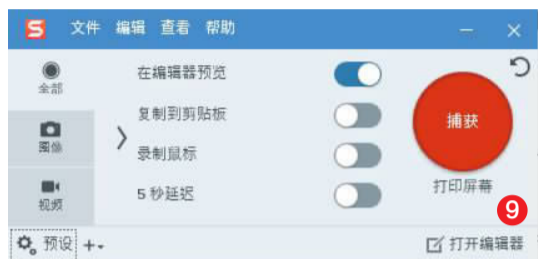 S 文件 编辑 查看 帮助
全部
图像
视频
在编辑器预览
复制到剪贴板
录制鼠标
5 秒延迟
捕获
打印屏幕
9
预设
打开编辑器